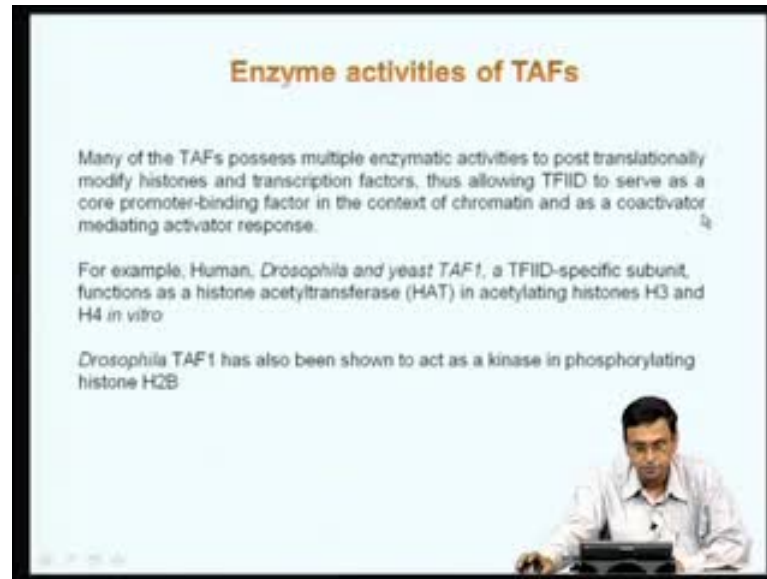 Enzyme activities of TAFs
Many of the TAFs possess multiple enzymatic activities to post translationally
modify histones and transcription factors, thus allowing TFIID to serve as a
core promoter-binding factor in the context of chromatin and as a coactivator
mediating activator response.
For example, Human, Drosophila and yeast TAF1, a TFIID-specific subunit,
functions as a histone acetyltransferase (HAT) in acetylating histones H3 and
H4 in vitro
Drosophila TAF1 has also been shown to act as a kinase in phosphorylating
histone H2B